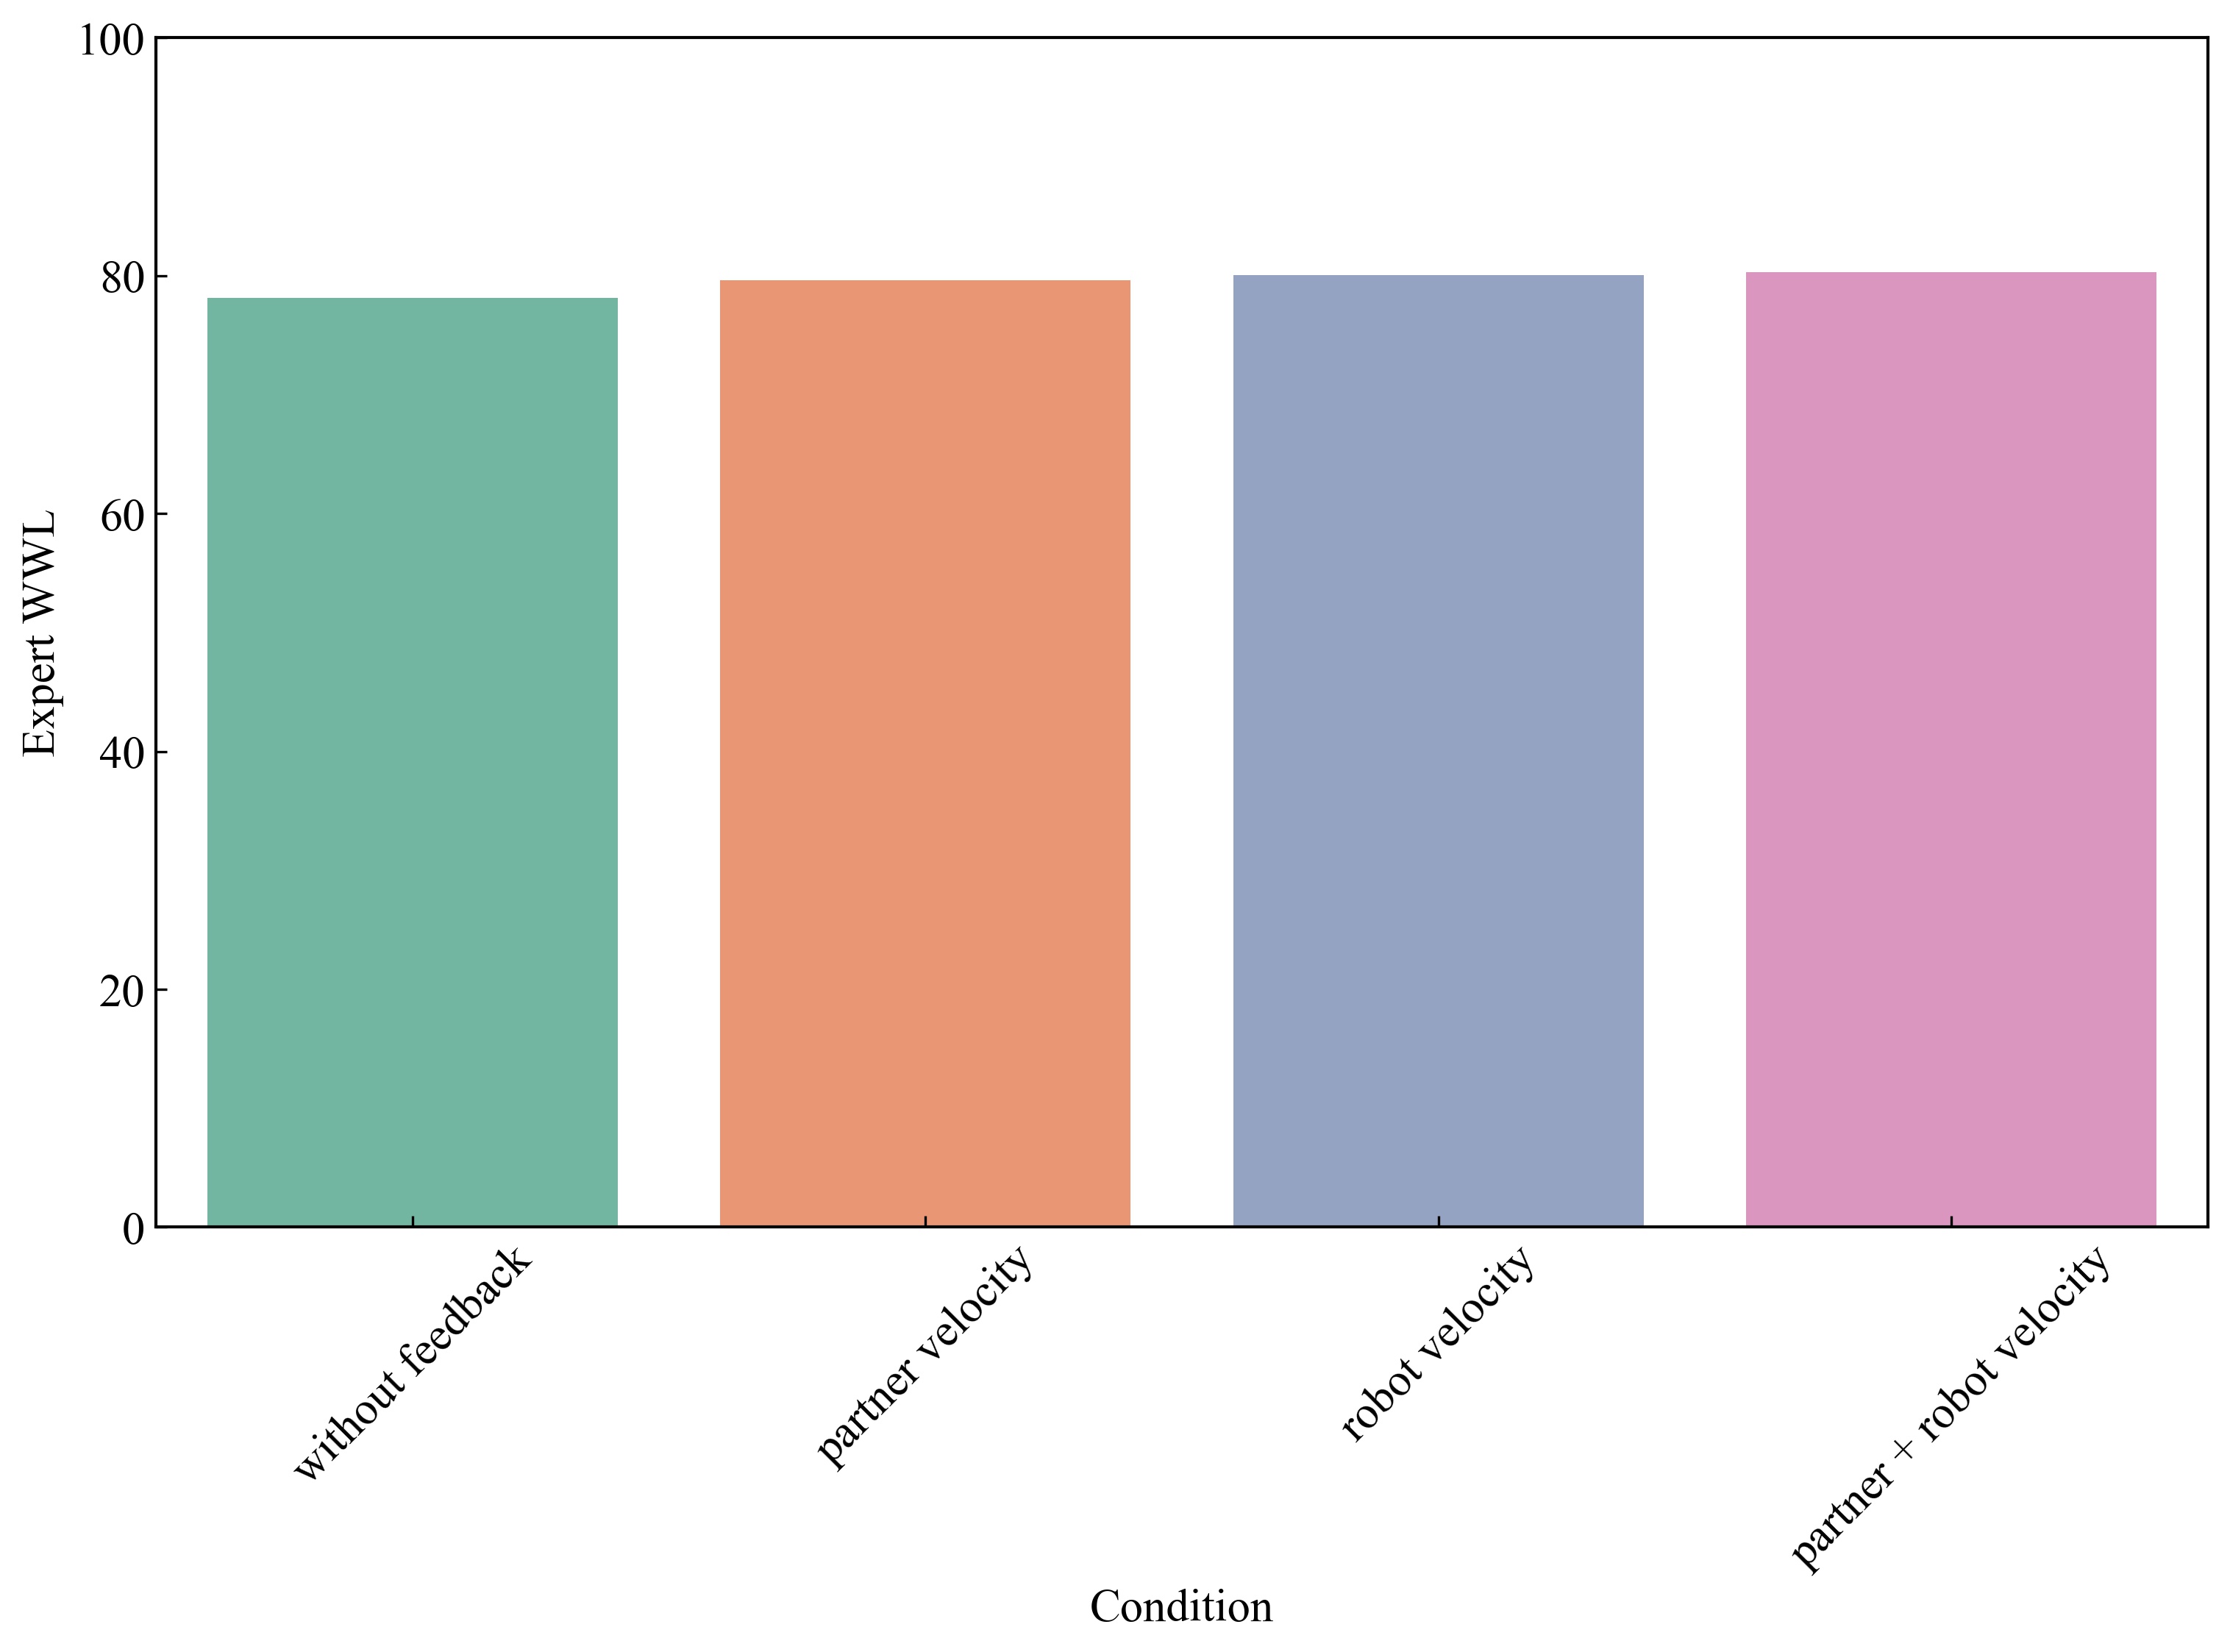 100
80
60
40
20
0
Expert WWL
without feedback
partner velocity
robot velocity
partner + robot velocity
Condition